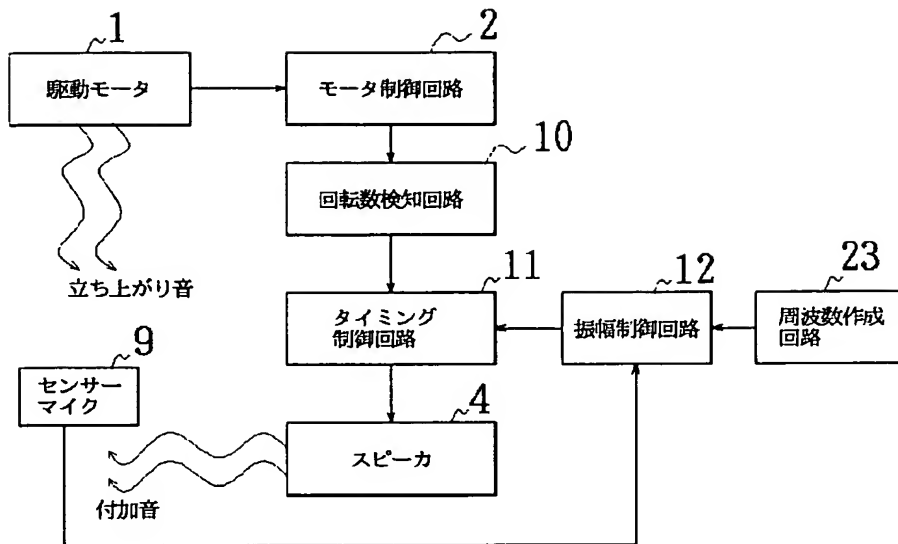 1
駆動モータ
2
モータ制御回路
10
回転数検知回路
立ち上がり音
11
タイミング
制御回路
12
振幅制御回路
23
周波数作成
回路
9
センサー
マイク
4
スピーカ
付加音